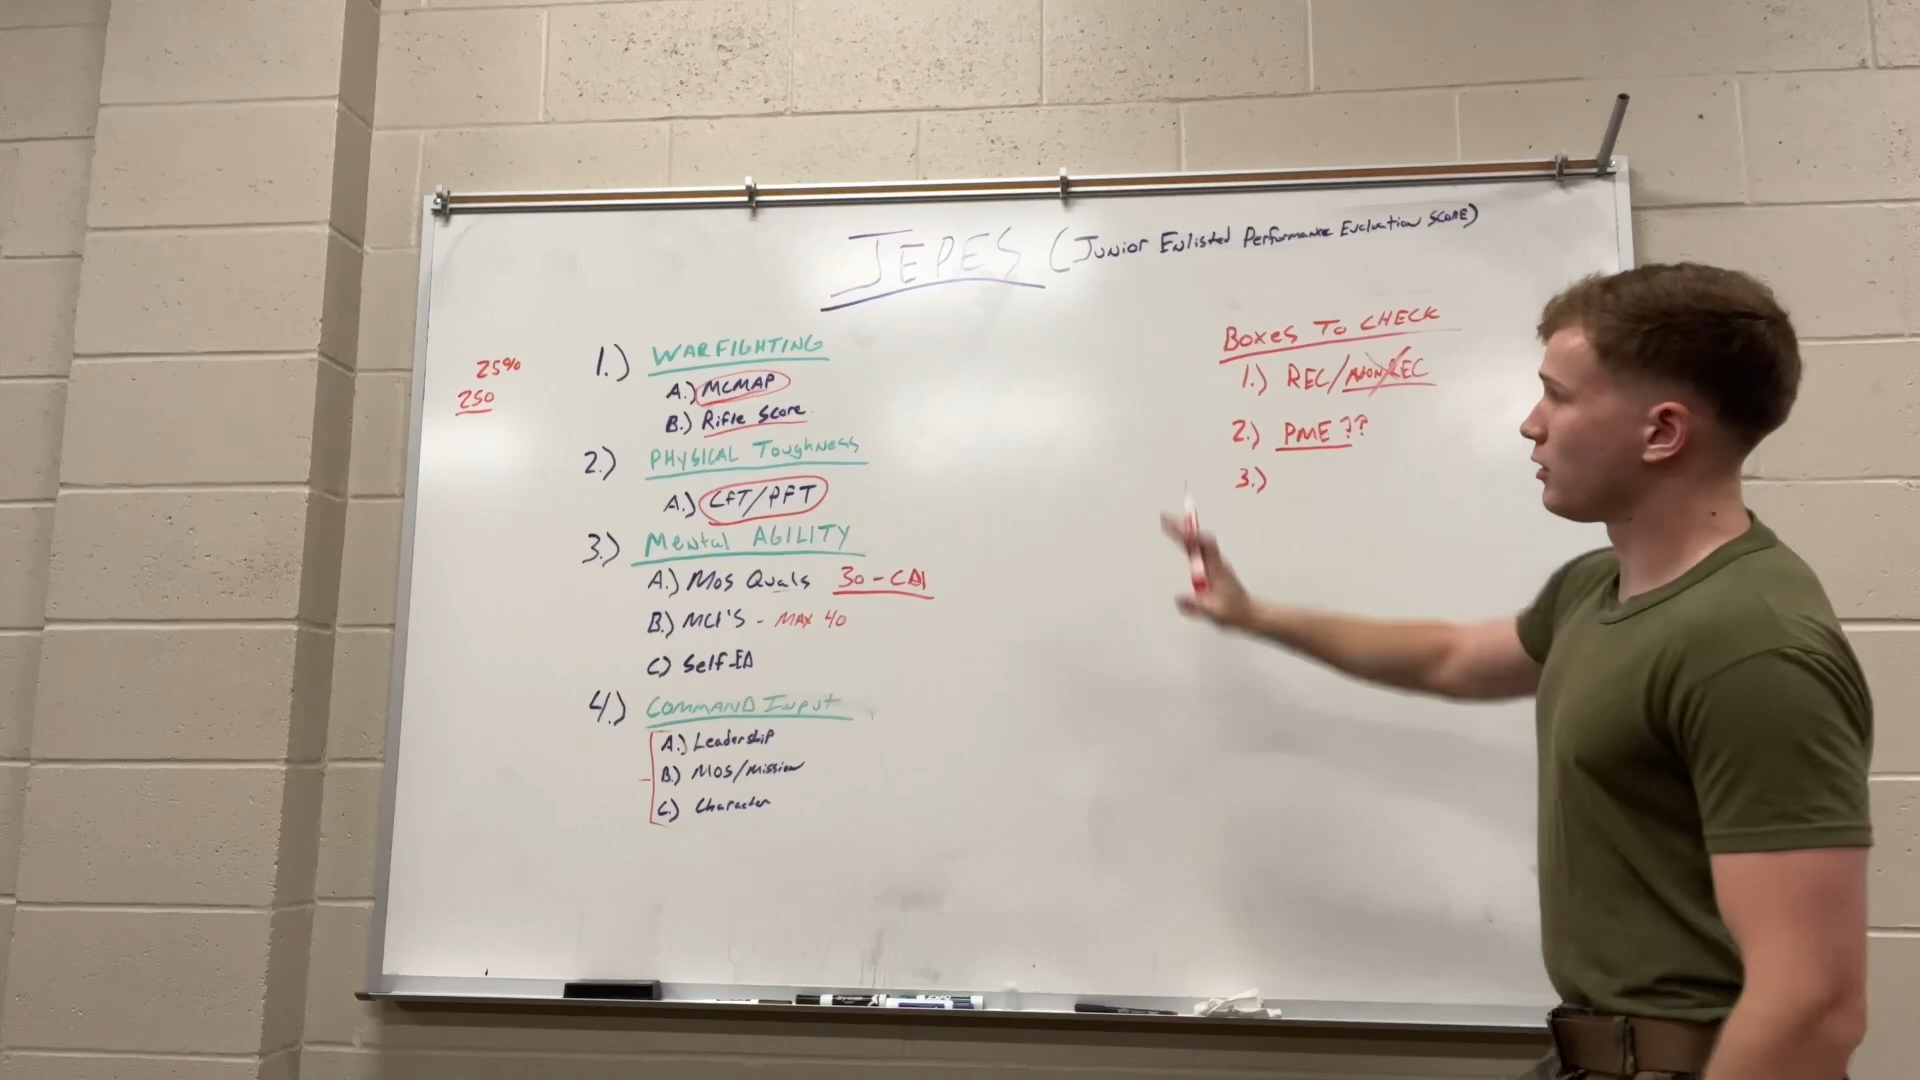 JEPES (Junior Enlisted Performance Evaluation Score)
25%
250
1.) WARFIGHTING
A.) MCMAP
B.) Rifle Score
2.) PHYSICAL Toughness
A.) CFT/PFT
3.) Mental AGILITY
A.) MOS Quals 30-CDI
B.) MCI'S - MAX 40
C.) Self-ED
4.) COMMAND Input
A.) Leadership
B.) MOS/Mission
C.) Character
Boxes To CHECK
1.) REC/NON REC
2.) PME ??
3.)